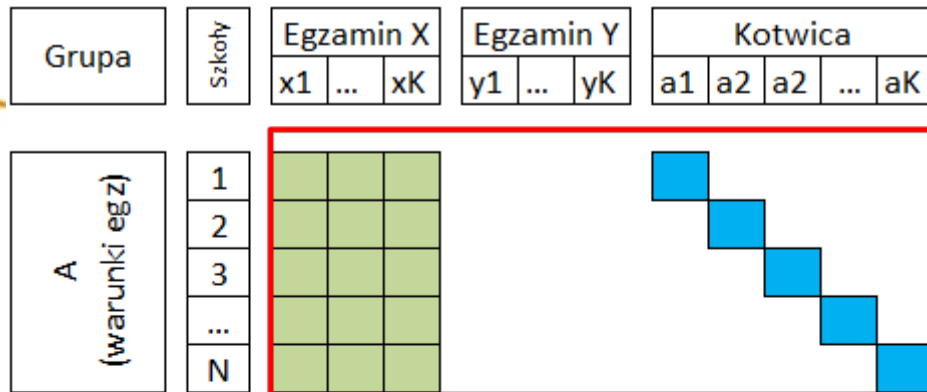 Grupa
Szkoły
Egzamin X
Egzamin Y
Kotwica
x1 ... xK
y1 ... yK
a1 a2 a2 ... aK
A
(warunki egz)
1
2
3
...
N